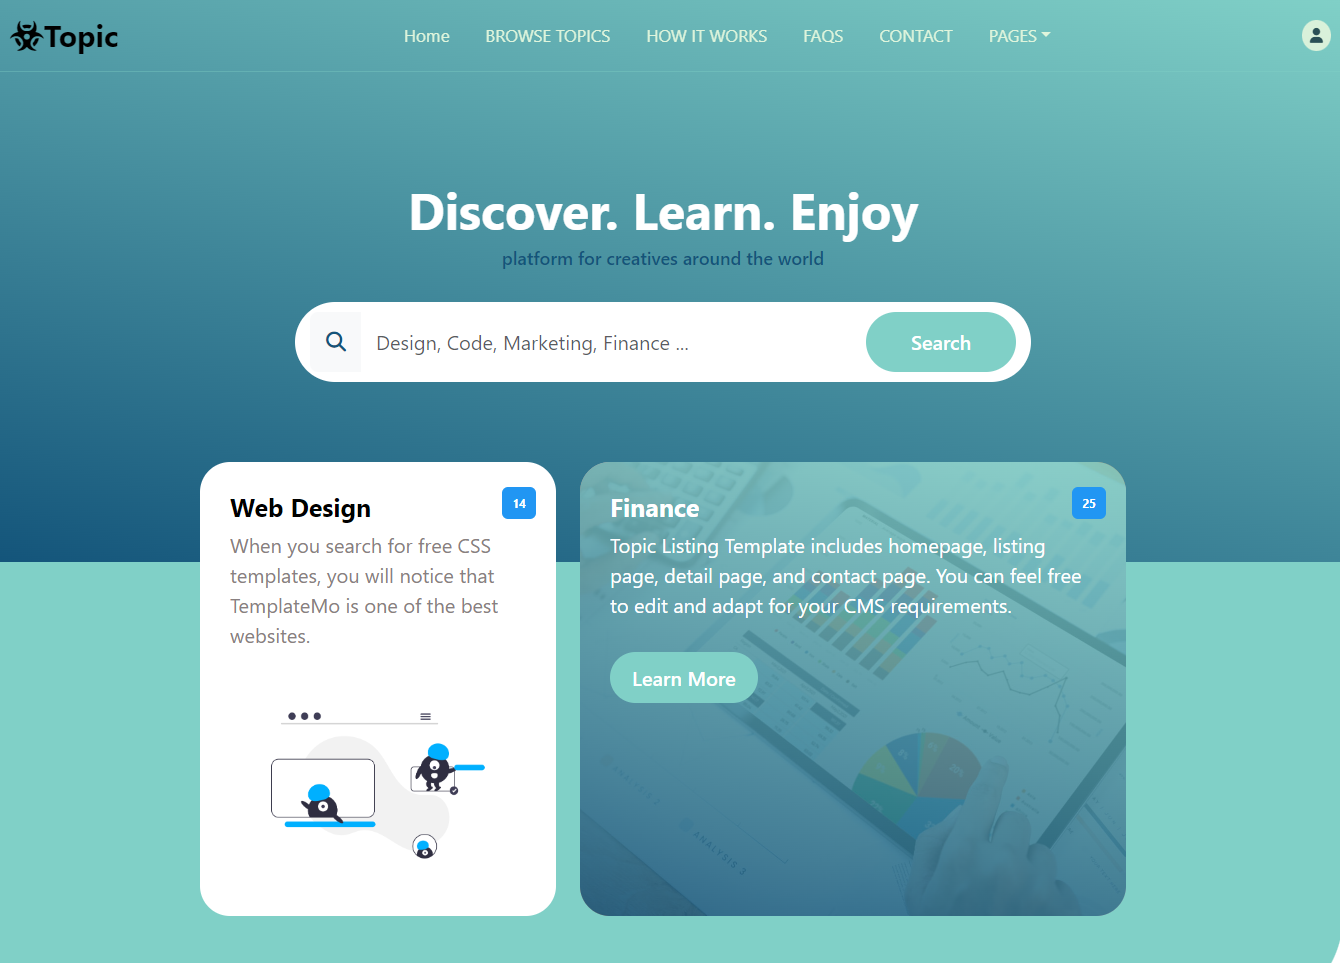 Topic
Home BROWSE TOPICS HOW IT WORKS FAQS CONTACT PAGES
Discover. Learn. Enjoy
platform for creatives around the world
Design, Code, Marketing, Finance ...
Search
Web Design
14
When you search for free CSS
templates, you will notice that
TemplateMo is one of the best
websites.
Finance
25
Topic Listing Template includes homepage, listing
page, detail page, and contact page. You can feel free
to edit and adapt for your CMS requirements.
Learn More
ANALYSIS 3